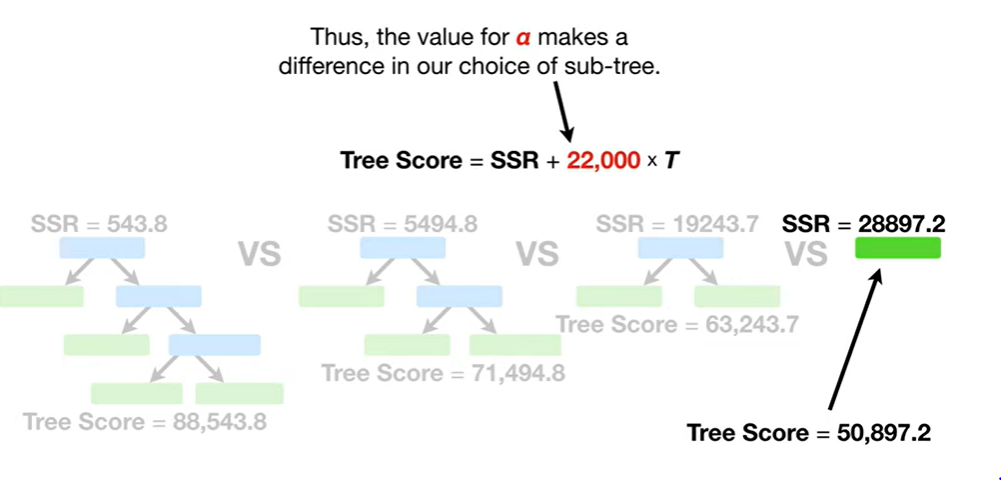 Thus, the value for α makes a
difference in our choice of sub-tree.
Tree Score = SSR + 22,000 × T
SSR = 543.8
SSR = 5494.8
SSR = 19243.7
SSR = 28897.2
VS
VS
VS
Tree Score = 63,243.7
Tree Score = 71,494.8
Tree Score = 88,543.8
Tree Score = 50,897.2